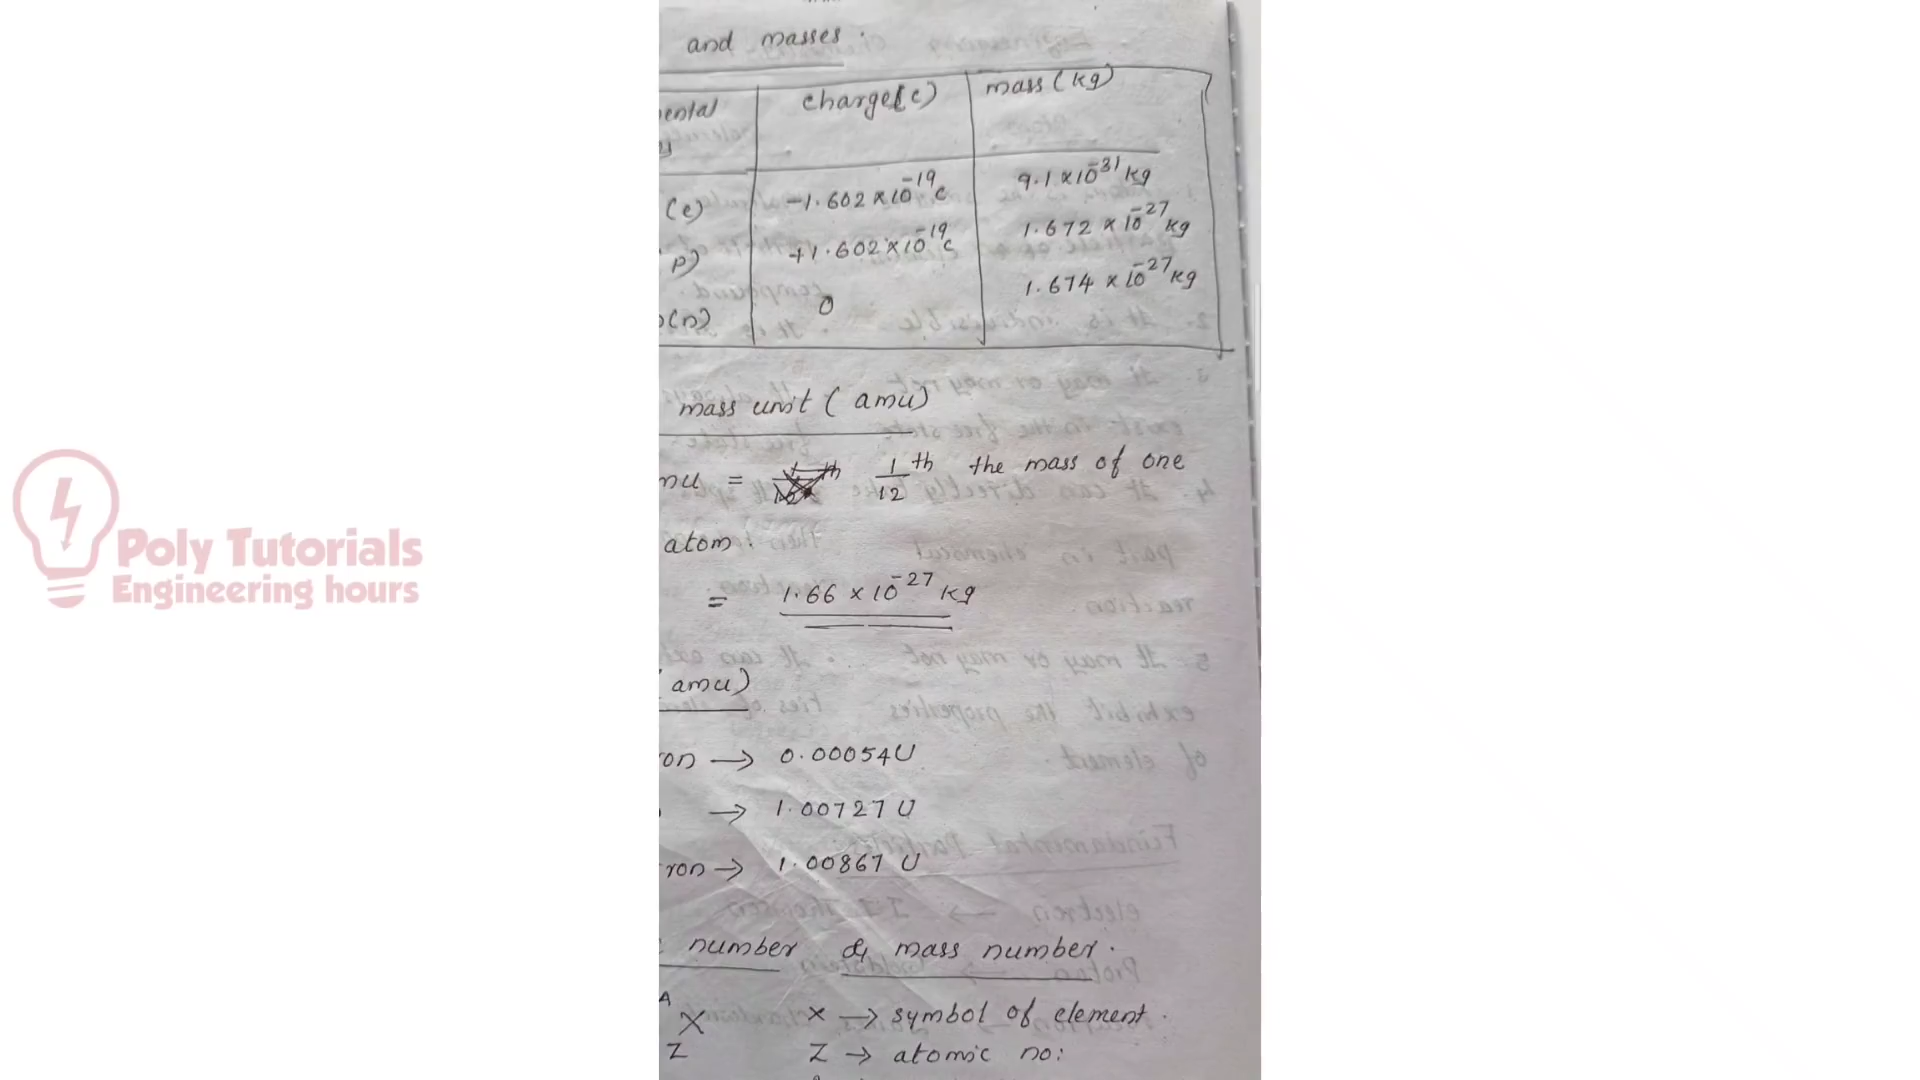 and masses.
ental charge(c) mass (kg)
(e) -1.602 x 10^-19 c 9.1 x 10^-31 kg
p) +1.602 x 10^-19 c 1.672 x 10^-27 kg
(n) 0 1.674 x 10^-27 kg
mass unit ( amu)
mu = 1/12 th the mass of one
atom.
= 1.66 x 10^-27 kg
amu)
on → 0.00054U
→ 1.00727 U
ron → 1.00867 U
number & mass number.
A
X x → symbol of element.
Z Z → atomic no:
Poly Tutorials
Engineering hours